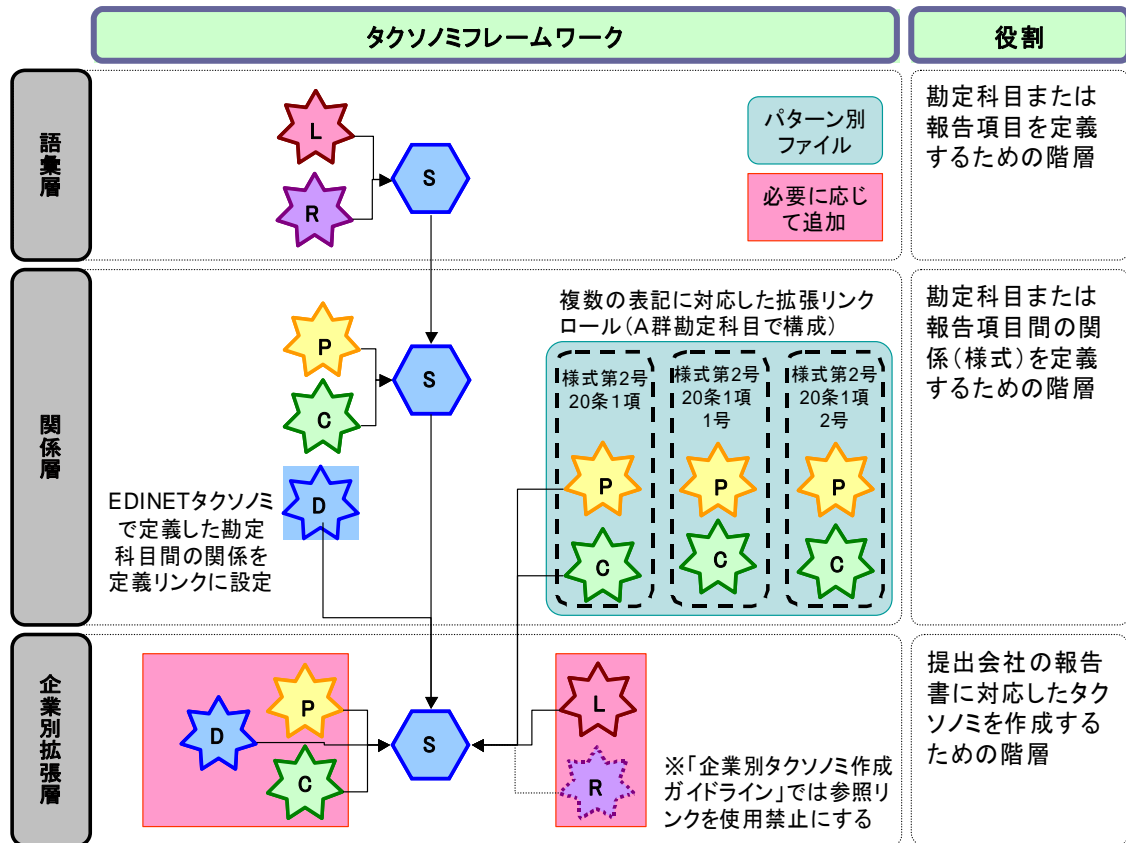 タクソノミフレームワーク
役割
語彙層
L
R
S
パターン別
ファイル
必要に応じ
て追加
勘定科目または
報告項目を定義
するための階層
関係層
P
C
S
D
EDINETタクソノミ
で定義した勘定
科目間の関係を
定義リンクに設定
複数の表記に対応した拡張リンク
ロール(A群勘定科目で構成)
様式第2号
20条1項
P
C
様式第2号
20条1項
1号
P
C
様式第2号
20条1項
2号
P
C
勘定科目または
報告項目間の関
係(様式)を定義
するための階層
企業別拡張層
D
P
C
S
L
R
※「企業別タクソノミ作成
ガイドライン」では参照リ
ンクを使用禁止にする
提出会社の報告
書に対応したタク
ソノミを作成する
ための階層